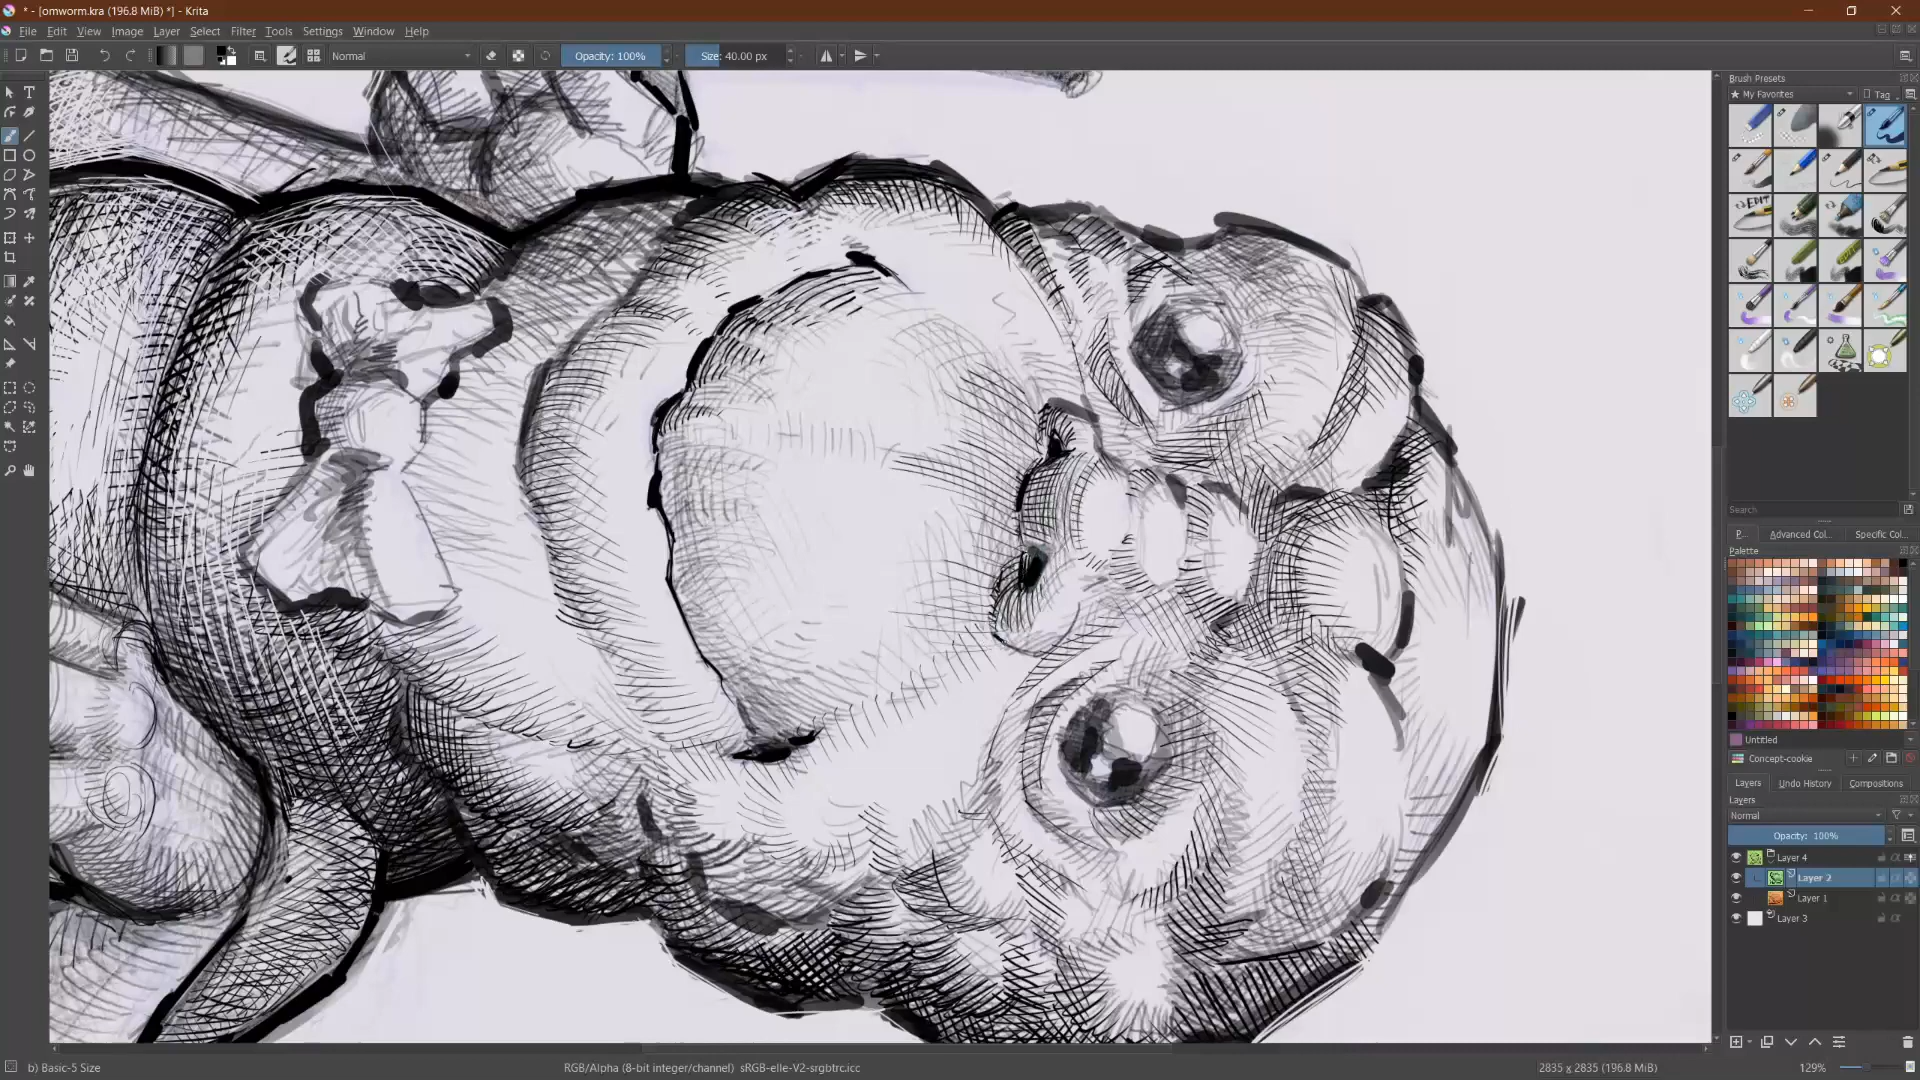 * - [omworm.kra (196.8 MiB) *] - Krita
File Edit View Image Layer Select Filter Tools Settings Window Help
Normal Opacity: 100% Size: 40.00 px
Brush Presets
My Favorites Tag
EDIT
Search
P... Advanced Col... Specific Col...
Palette
Untitled
Concept-cookie
Layers Undo History Compositions
Layers
Normal
Opacity: 100%
Layer 4
Layer 2
Layer 1
Layer 3
b) Basic-5 Size RGB/Alpha (8-bit integer/channel) sRGB-elle-V2-srgbtrc.icc 2835 x 2835 (196.8 MiB) 129%